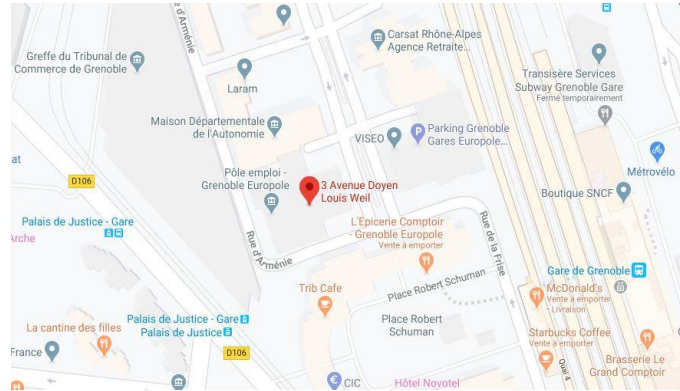 Greffe du Tribunal de
Commerce de Grenoble
Rue d'Arménie
Laram
Carsat Rhône-Alpes
Agence Retraite...
Transisère Services
Subway Grenoble Gare
Fermé temporairement
Maison Départementale
de l'Autonomie
VISEO
Parking Grenoble
Gares Europole...
Métrovélo
at
D106
Pôle emploi -
Grenoble Europole
3 Avenue Doyen
Louis Weil
Boutique SNCF
Palais de Justice - Gare
Arche
Rue d'Arménie
L'Epicerie Comptoir
- Grenoble Europole
Vente à emporter
Rue de la Frise
Gare de Grenoble
Trib Cafe
Place Robert Schuman
McDonald's
Vente à emporter
- Livraison
Palais de Justice - Gare
Palais de Justice
La cantine des filles
Place Robert
Schuman
Starbucks Coffee
Vente à emporter
France
D106
Quai 4
Brasserie Le
Grand Comptoir
CIC
Hôtel Novotel